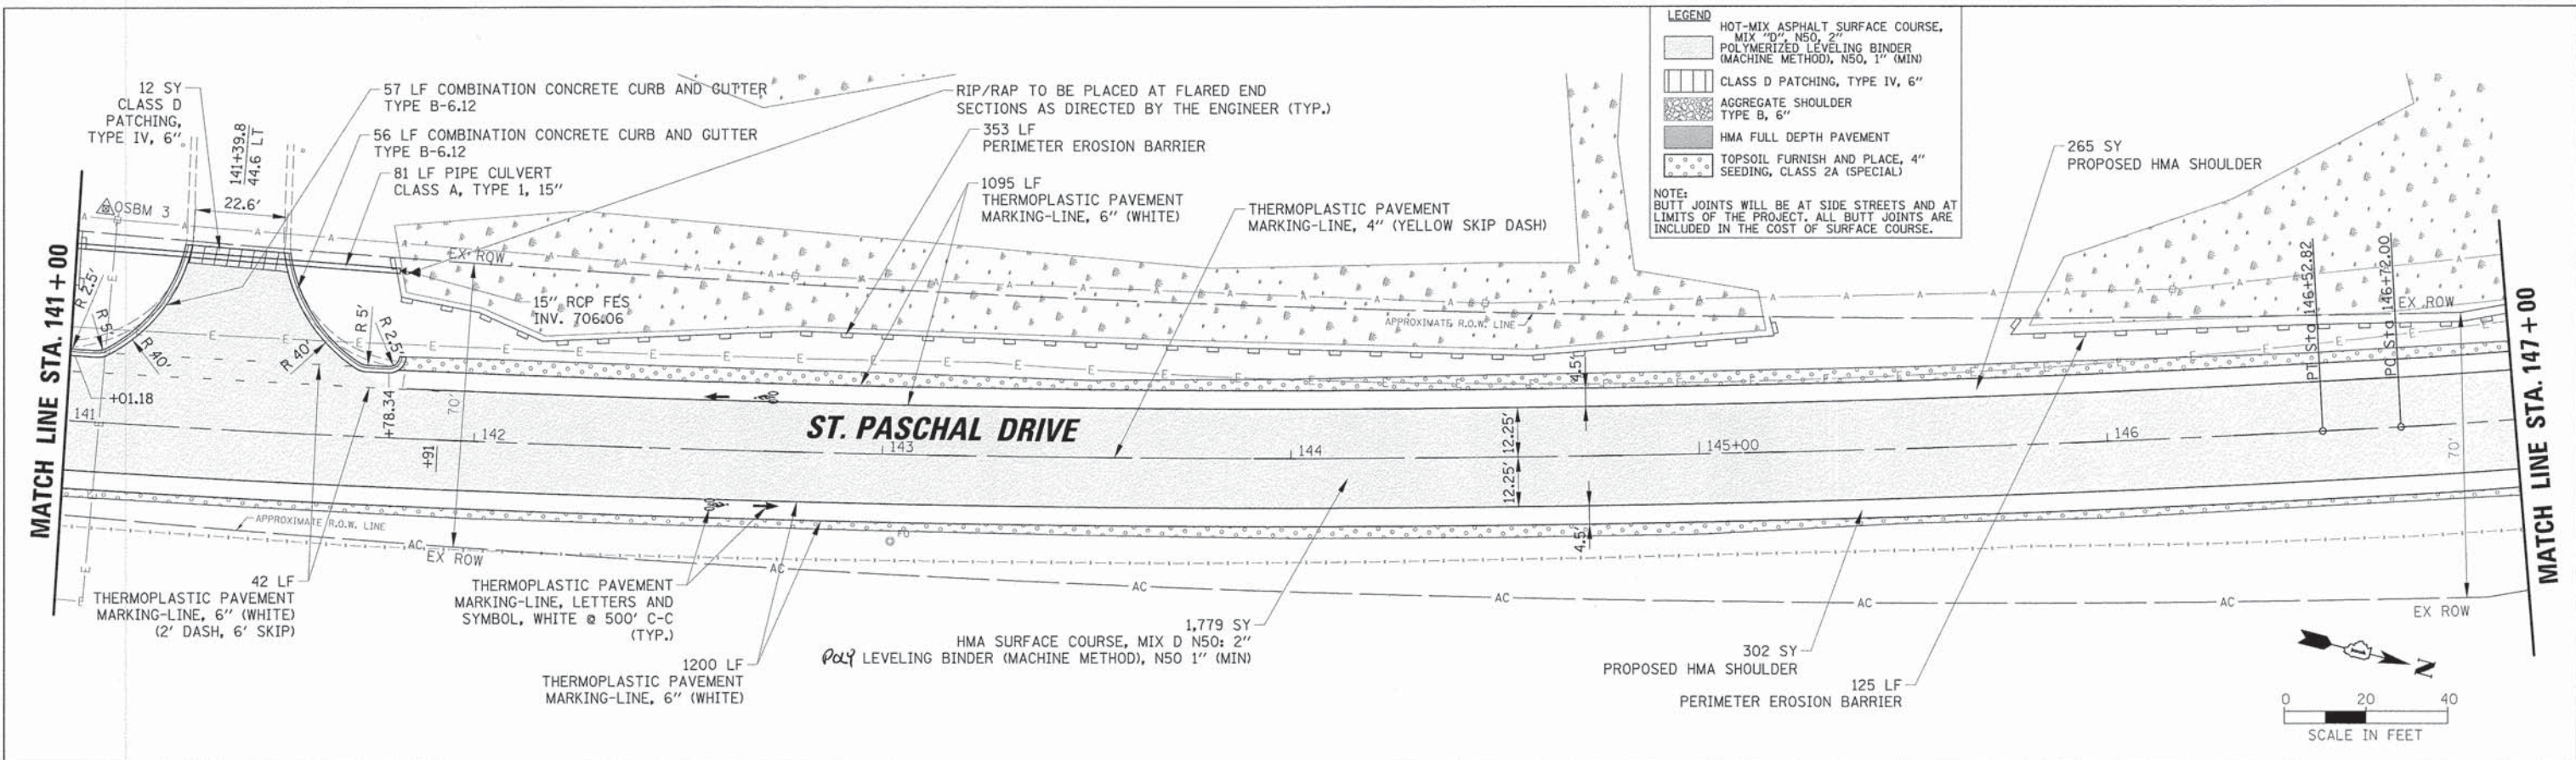 LEGEND
HOT-MIX ASPHALT SURFACE COURSE,
MIX "D", N50, 2"
POLYMERIZED LEVELING BINDER
(MACHINE METHOD), N50, 1" (MIN)
CLASS D PATCHING, TYPE IV, 6"
AGGREGATE SHOULDER
TYPE B, 6"
HMA FULL DEPTH PAVEMENT
TOPSOIL FURNISH AND PLACE, 4"
SEEDING, CLASS 2A (SPECIAL)
NOTE:
BUTT JOINTS WILL BE AT SIDE STREETS AND AT
LIMITS OF THE PROJECT. ALL BUTT JOINTS ARE
INCLUDED IN THE COST OF SURFACE COURSE.
12 SY
CLASS D
PATCHING,
TYPE IV, 6"
141+39.8
44.6 LT
22.6'
57 LF COMBINATION CONCRETE CURB AND GUTTER
TYPE B-6.12
56 LF COMBINATION CONCRETE CURB AND GUTTER
TYPE B-6.12
81 LF PIPE CULVERT
CLASS A, TYPE 1, 15"
RIP/RAP TO BE PLACED AT FLARED END
SECTIONS AS DIRECTED BY THE ENGINEER (TYP.)
353 LF
PERIMETER EROSION BARRIER
1095 LF
THERMOPLASTIC PAVEMENT
MARKING-LINE, 6" (WHITE)
THERMOPLASTIC PAVEMENT
MARKING-LINE, 4" (YELLOW SKIP DASH)
265 SY
PROPOSED HMA SHOULDER
OSBM 3
EX ROW
15" RCP FES
INV. 706.06
APPROXIMATE R.O.W. LINE
EX ROW
PT Sta 146+52.82
PC Sta 146+72.00
MATCH LINE STA. 141+00
R 2.5'
R 5'
R 40'
R 40'
R 5'
R 2.5'
+01.18
+78.34
+91
70'
141
142
143
144
145+00
146
ST. PASCHAL DRIVE
12.25'
12.25'
4.5'
4.5'
70'
MATCH LINE STA. 147+00
APPROXIMATE R.O.W. LINE
AC
EX ROW
AC
AC
AC
AC
AC
EX ROW
FO
42 LF
THERMOPLASTIC PAVEMENT
MARKING-LINE, 6" (WHITE)
(2' DASH, 6' SKIP)
THERMOPLASTIC PAVEMENT
MARKING-LINE, LETTERS AND
SYMBOL, WHITE @ 500' C-C
(TYP.)
1200 LF
THERMOPLASTIC PAVEMENT
MARKING-LINE, 6" (WHITE)
1,779 SY
HMA SURFACE COURSE, MIX D N50: 2"
POLY LEVELING BINDER (MACHINE METHOD), N50 1" (MIN)
302 SY
PROPOSED HMA SHOULDER
125 LF
PERIMETER EROSION BARRIER
N
0 20 40
SCALE IN FEET